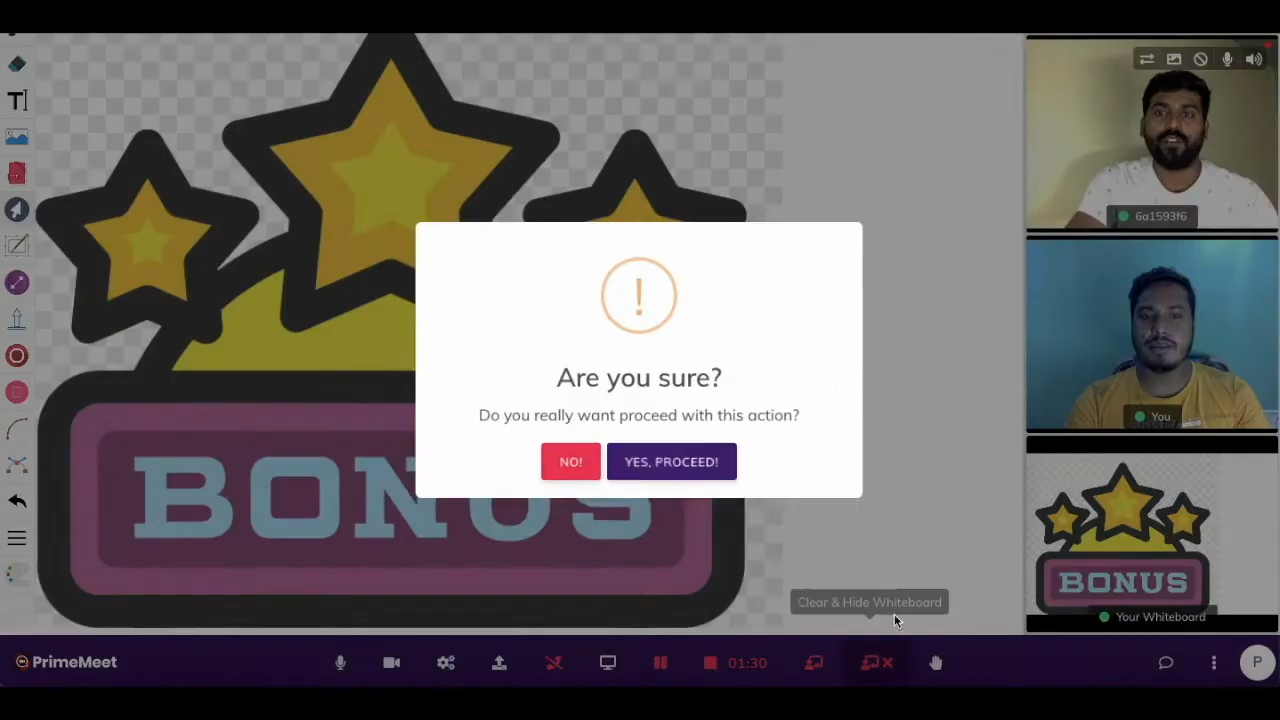 T
6a1593f6
You
BONUS
Your Whiteboard
BONUS
Are you sure?
Do you really want proceed with this action?
NO!
YES, PROCEED!
Clear & Hide Whiteboard
PrimeMeet
01:30
P